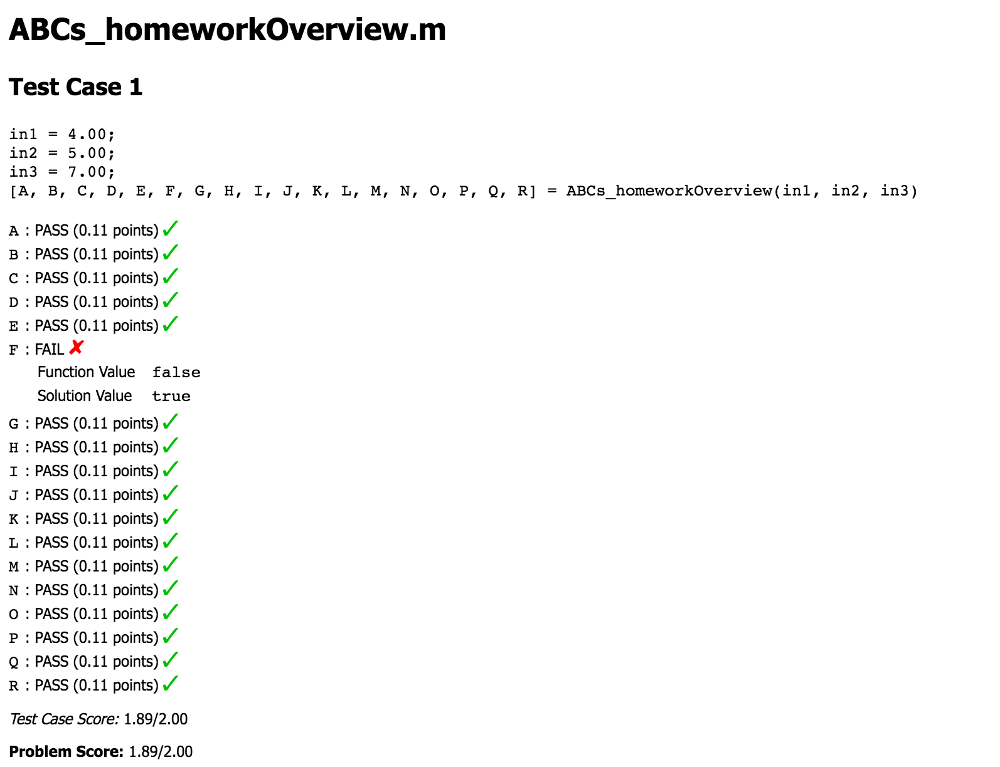 ABCs_homeworkOverview.m
Test Case 1
in1 = 4.00;
in2 = 5.00;
in3 = 7.00;
[A, B, C, D, E, F, G, H, I, J, K, L, M, N, O, P, Q, R] = ABCs_homeworkOverview(in1, in2, in3)
A : PASS (0.11 points) ✓
B : PASS (0.11 points) ✓
C : PASS (0.11 points) ✓
D : PASS (0.11 points) ✓
E : PASS (0.11 points) ✓
F : FAIL ✘
Function Value false
Solution Value true
G : PASS (0.11 points) ✓
H : PASS (0.11 points) ✓
I : PASS (0.11 points) ✓
J : PASS (0.11 points) ✓
K : PASS (0.11 points) ✓
L : PASS (0.11 points) ✓
M : PASS (0.11 points) ✓
N : PASS (0.11 points) ✓
O : PASS (0.11 points) ✓
P : PASS (0.11 points) ✓
Q : PASS (0.11 points) ✓
R : PASS (0.11 points) ✓
Test Case Score: 1.89/2.00
Problem Score: 1.89/2.00